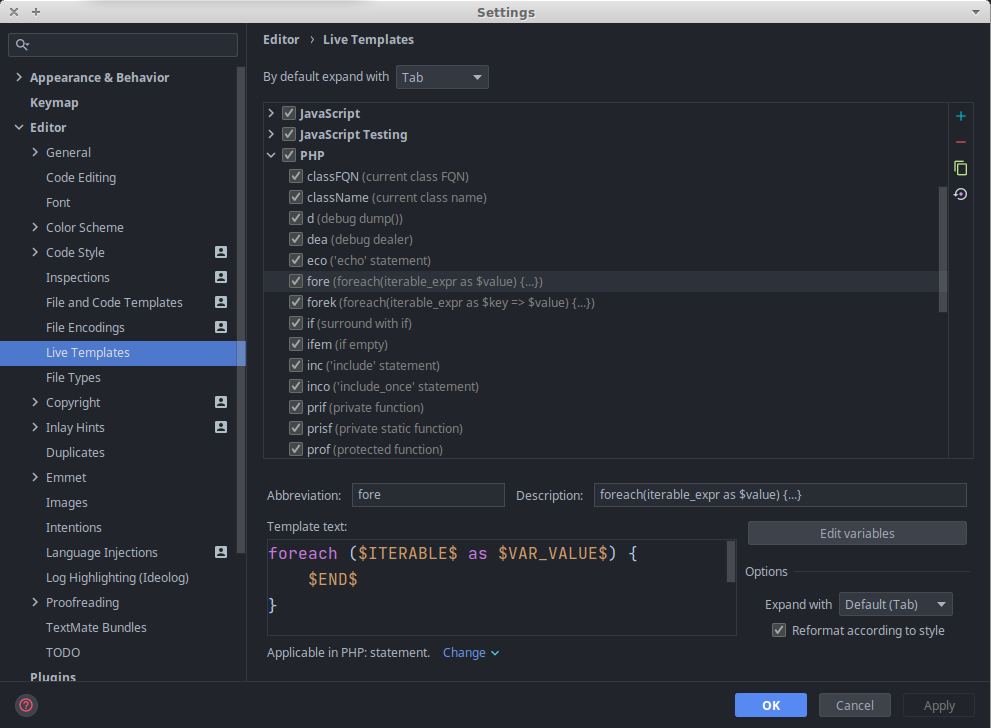 Settings
Editor › Live Templates
By default expand with Tab
Appearance & Behavior
Keymap
Editor
General
Code Editing
Font
Color Scheme
Code Style
Inspections
File and Code Templates
File Encodings
Live Templates
File Types
Copyright
Inlay Hints
Duplicates
Emmet
Images
Intentions
Language Injections
Log Highlighting (Ideolog)
Proofreading
TextMate Bundles
TODO
Plugins
JavaScript
JavaScript Testing
PHP
classFQN (current class FQN)
className (current class name)
d (debug dump())
dea (debug dealer)
eco ('echo' statement)
fore (foreach(iterable_expr as $value) {...})
forek (foreach(iterable_expr as $key => $value) {...})
if (surround with if)
ifem (if empty)
inc ('include' statement)
inco ('include_once' statement)
prif (private function)
prisf (private static function)
prof (protected function)
Abbreviation: fore Description: foreach(iterable_expr as $value) {...}
Template text:
foreach ($ITERABLE$ as $VAR_VALUE$) {
$END$
}
Edit variables
Options
Expand with Default (Tab)
Reformat according to style
Applicable in PHP: statement. Change
? OK Cancel Apply